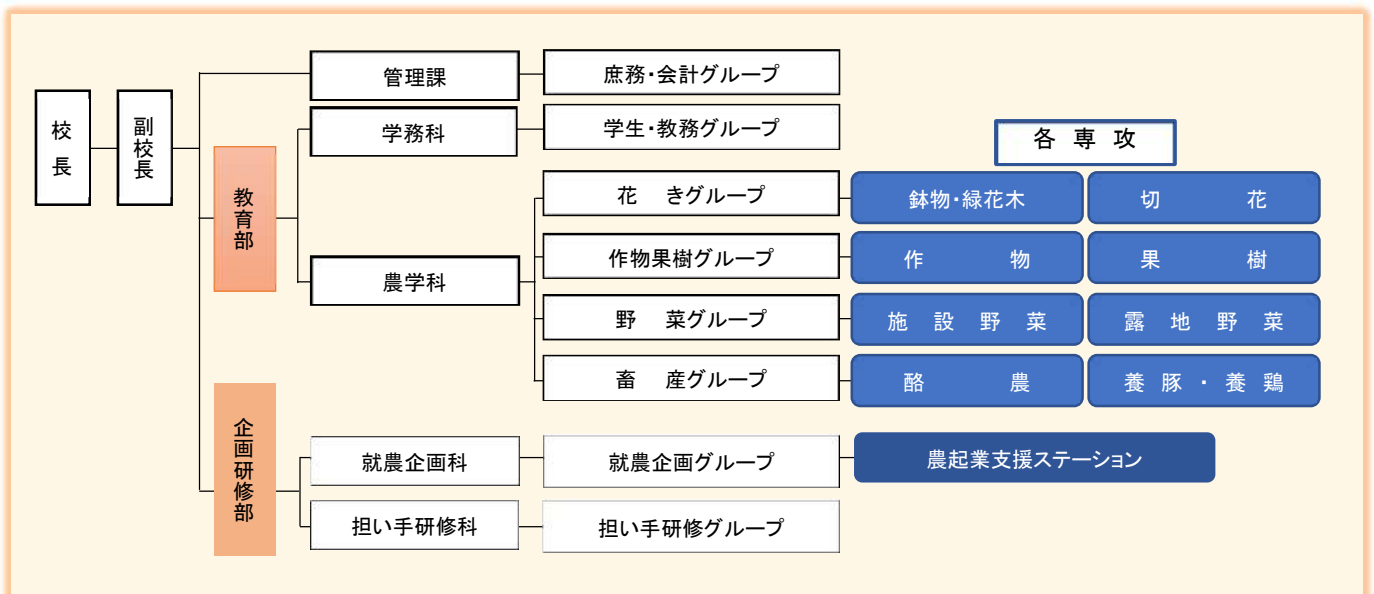 校長
副校長
管理課
庶務・会計グループ
教育部
学務科
学生・教務グループ
各専攻
農学科
花きグループ
鉢物・緑花木
切花
作物果樹グループ
作物
果樹
野菜グループ
施設野菜
露地野菜
畜産グループ
酪農
養豚・養鶏
企画研修部
就農企画科
就農企画グループ
農起業支援ステーション
担い手研修科
担い手研修グループ